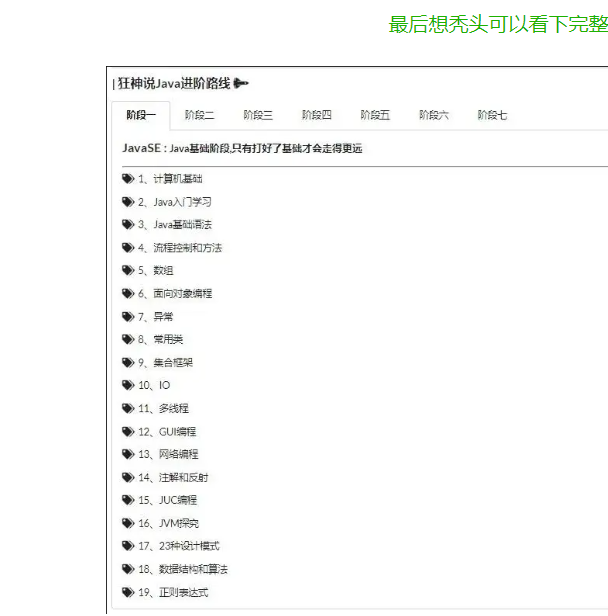 最后想秃头可以看下完整
| 狂神说Java进阶路线
阶段一 阶段二 阶段三 阶段四 阶段五 阶段六 阶段七
JavaSE : Java基础阶段,只有打好了基础才会走得更远
1、计算机基础
2、Java入门学习
3、Java基础语法
4、流程控制和方法
5、数组
6、面向对象编程
7、异常
8、常用类
9、集合框架
10、IO
11、多线程
12、GUI编程
13、网络编程
14、注解和反射
15、JUC编程
16、JVM探究
17、23种设计模式
18、数据结构和算法
19、正则表达式